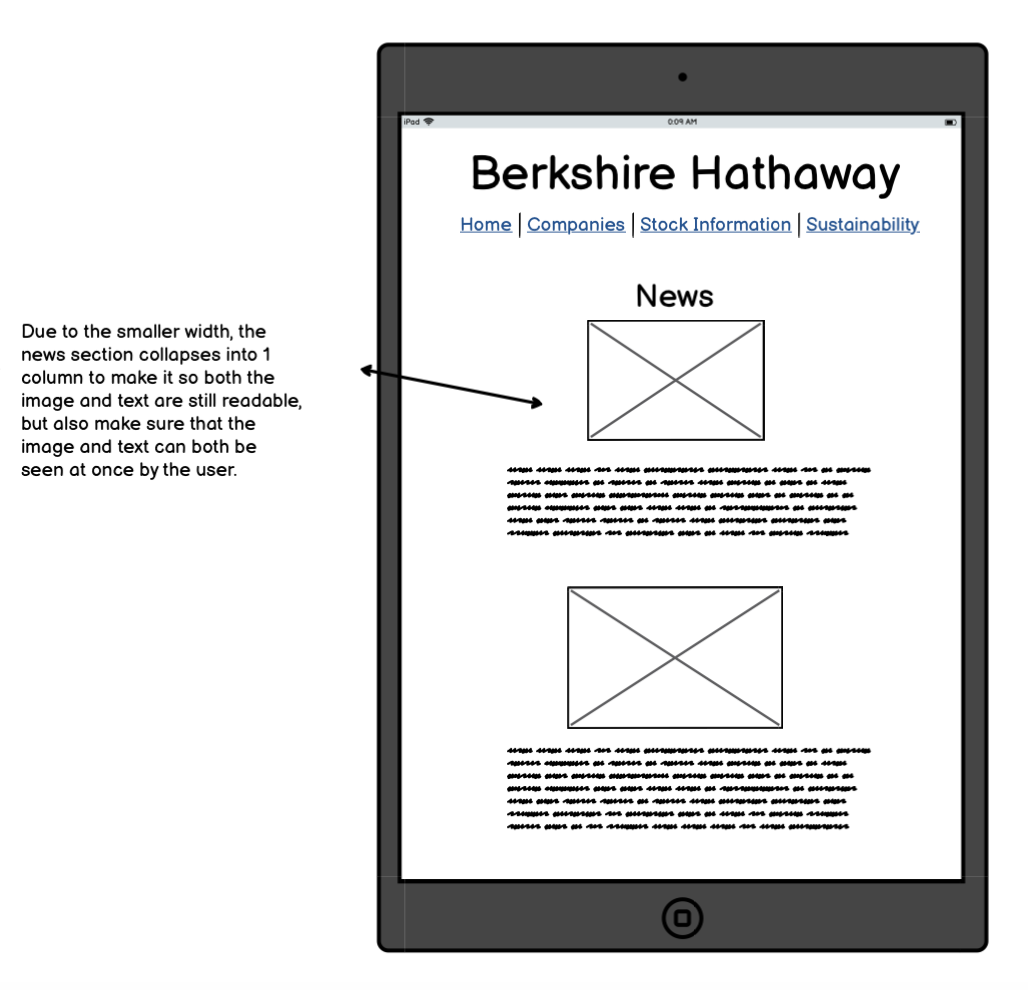 iPad
0:09 AM
Berkshire Hathaway
Home | Companies | Stock Information | Sustainability
News
Due to the smaller width, the
news section collapses into 1
column to make it so both the
image and text are still readable,
but also make sure that the
image and text can both be
seen at once by the user.